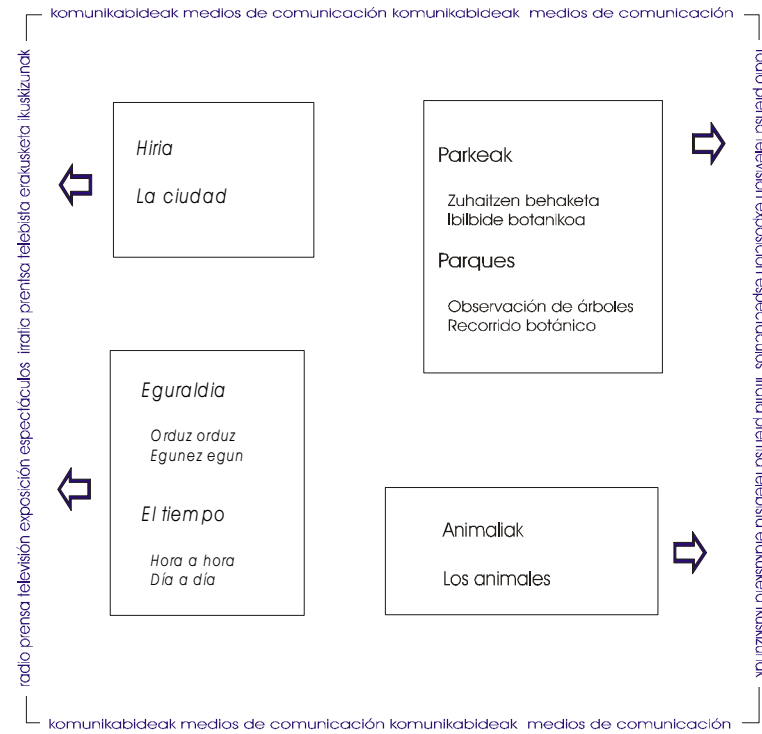 komunikabideak medios de comunicación komunikabideak medios de comunicación
radio prensa televisión exposición espectáculos irratia prentsa telebista erakusketa ikuskizunak
Hiria
La ciudad
Parkeak
Zuhaitzen behaketa
Ibilbide botanikoa
Parques
Observación de árboles
Recorrido botánico
Eguraldia
Orduz orduz
Egunez egun
El tiempo
Hora a hora
Día a día
Animaliak
Los animales
radio prensa televisión exposición espectáculos irratia prentsa telebista erakusketa ikuskizunak
komunikabideak medios de comunicación komunikabideak medios de comunicación